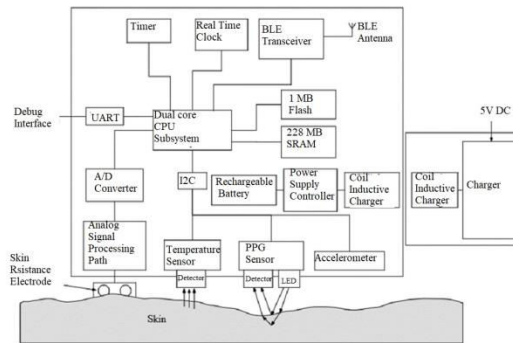 Timer
Real Time
Clock
BLE
Transceiver
BLE
Antenna
Debug
Interface
UART
Dual core
CPU
Subsystem
1 MB
Flash
228 MB
SRAM
5V DC
A/D
Converter
I2C
Rechargeable
Battery
Power
Supply
Controller
Coil
Inductive
Charger
Coil
Inductive
Charger
Charger
Analog
Signal
Processing
Path
Temperature
Sensor
PPG
Sensor
Accelerometer
Skin
Rsistance
Electrode
Detector
Detector
LED
Skin